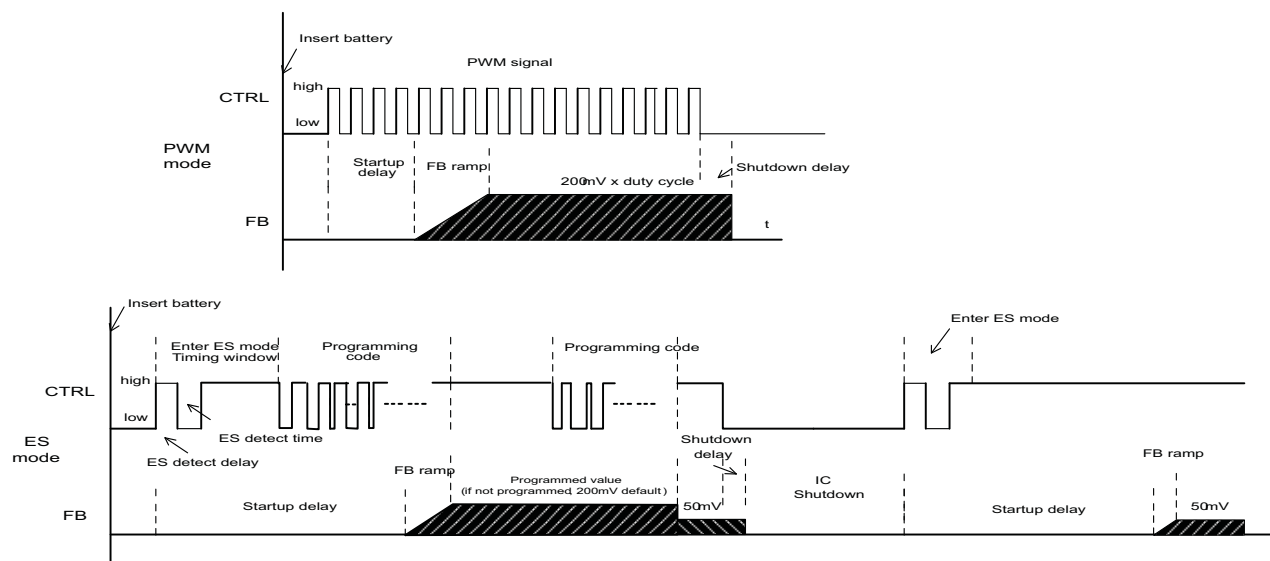 Insert battery
PWM signal
high
CTRL
low
PWM
mode
Startup
delay
FB ramp
Shutdown delay
200mV x duty cycle
FB
t
Insert battery
Enter ES mode
Enter ES mode
Timing window
Programming
code
Programming code
high
CTRL
low
ES detect time
ES
mode
ES detect delay
Shutdown
delay
FB ramp
FB ramp
Programmed value
(if not programmed, 200mV default)
IC
Shutdown
Startup delay
50mV
Startup delay
50mV
FB